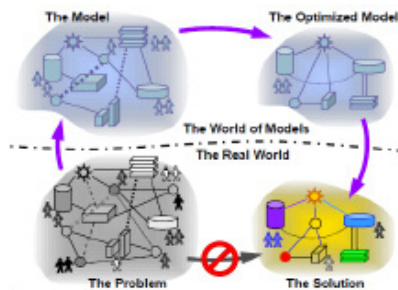 The Model
The Optimized Model
The World of Models
The Real World
The Problem
The Solution